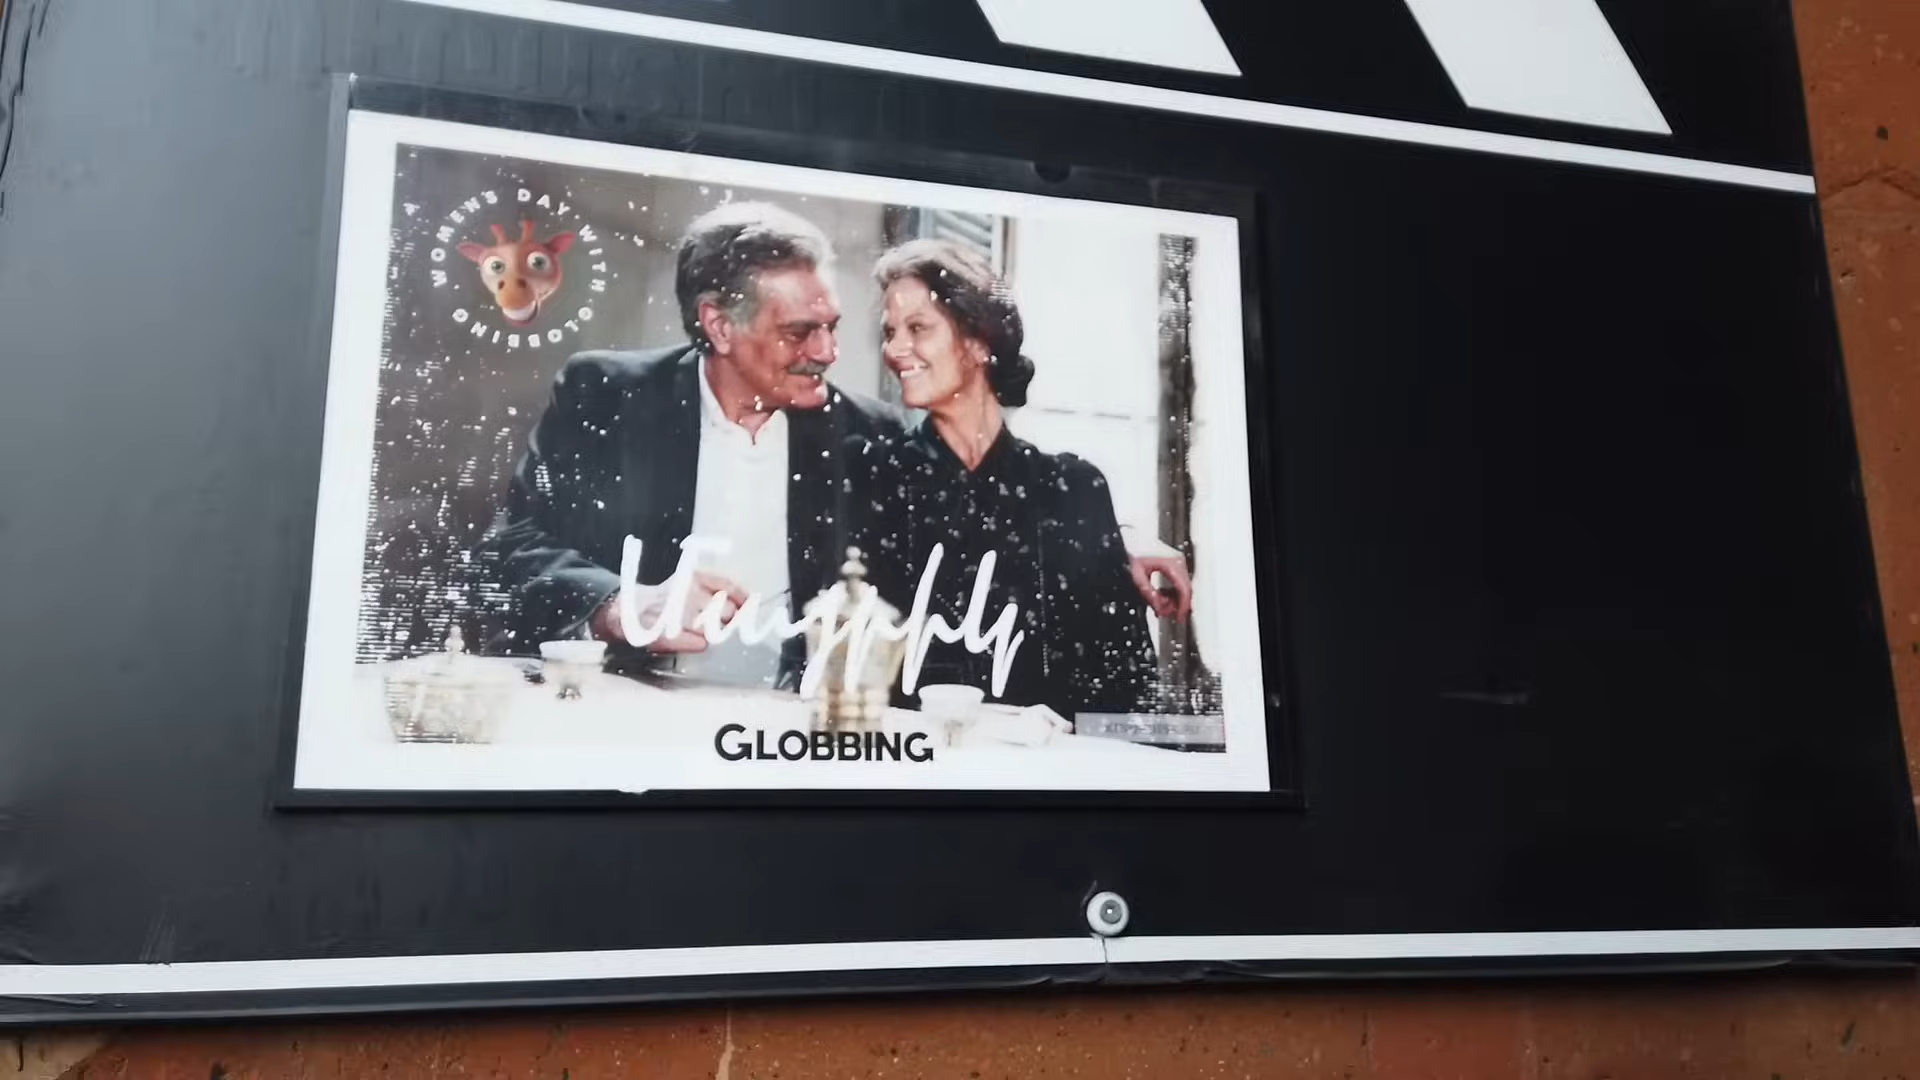 WOMEN'S DAY WITH GLOBBING
Մայրիկ
GLOBBING